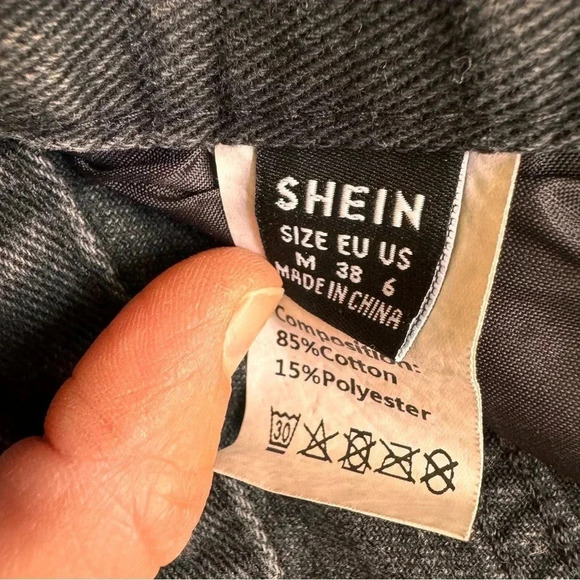 SHEIN
SIZE EU US
M 38 6
MADE IN CHINA
Composition:
85%Cotton
15%Polyester
30